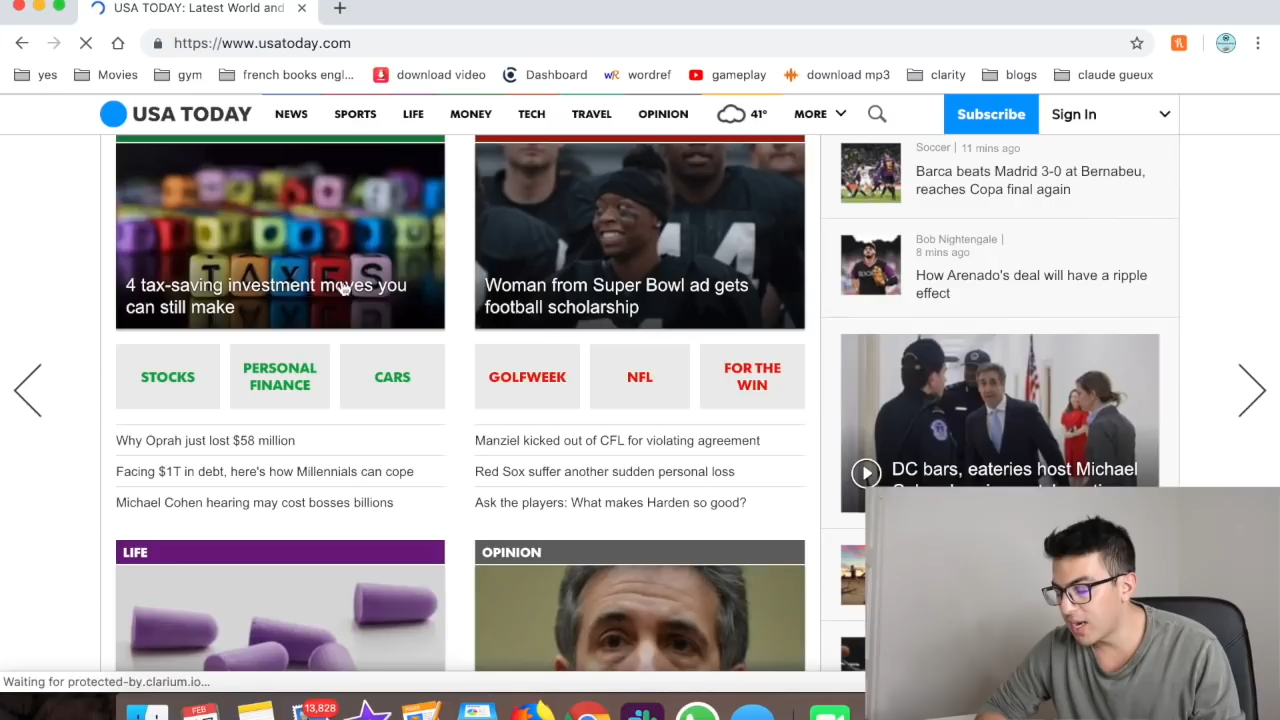 USA TODAY: Latest World and
https://www.usatoday.com
yes
Movies
gym
french books engl...
download video
Dashboard
wordref
gameplay
download mp3
clarity
blogs
claude gueux
USA TODAY
NEWS
SPORTS
LIFE
MONEY
TECH
TRAVEL
OPINION
41°
MORE
Subscribe
Sign In
TAXES
4 tax-saving investment moves you
can still make
44
Woman from Super Bowl ad gets
football scholarship
Soccer | 11 mins ago
Barca beats Madrid 3-0 at Bernabeu,
reaches Copa final again
Bob Nightengale |
8 mins ago
How Arenado's deal will have a ripple
effect
STOCKS
PERSONAL
FINANCE
CARS
GOLFWEEK
NFL
FOR THE
WIN
Why Oprah just lost $58 million
Facing $1T in debt, here's how Millennials can cope
Michael Cohen hearing may cost bosses billions
Manziel kicked out of CFL for violating agreement
Red Sox suffer another sudden personal loss
Ask the players: What makes Harden so good?
DC bars, eateries host Michael
LIFE
OPINION
Waiting for protected-by.clarium.io...
FEB
13,828